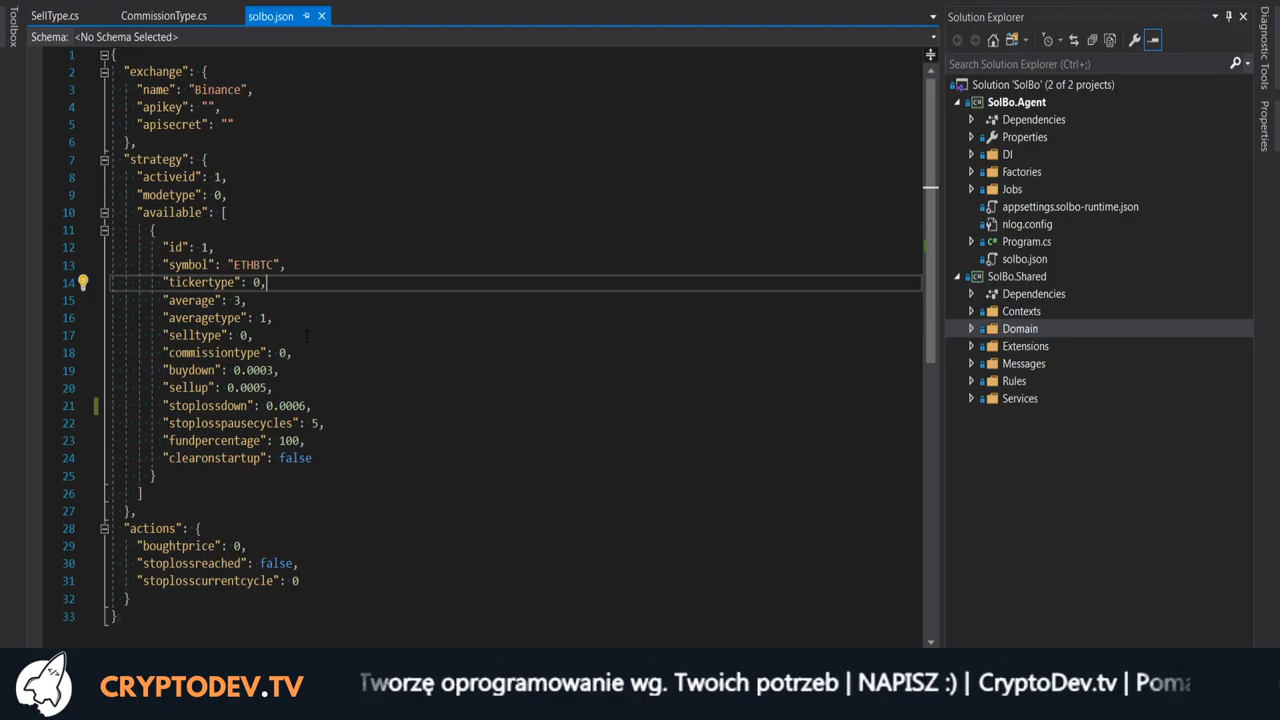 SellType.cs
CommissionType.cs
solbo.json
Schema: <No Schema Selected>
Toolbox
1 {
2 "exchange": {
3 "name": "Binance",
4 "apikey": "",
5 "apisecret": ""
6 },
7 "strategy": {
8 "activeid": 1,
9 "modetype": 0,
10 "available": [
11 {
12 "id": 1,
13 "symbol": "ETHBTC",
14 "tickertype": 0,
15 "average": 3,
16 "averagetype": 1,
17 "selltype": 0,
18 "commissiontype": 0,
19 "buydown": 0.0003,
20 "sellup": 0.0005,
21 "stoplossdown": 0.0006,
22 "stoplosspausecycles": 5,
23 "fundpercentage": 100,
24 "clearonstartup": false
25 }
26 ]
27 },
28 "actions": {
29 "boughtprice": 0,
30 "stoplossreached": false,
31 "stoplosscurrentcycle": 0
32 }
33 }
Solution Explorer
Search Solution Explorer (Ctrl+;)
Solution 'SolBo' (2 of 2 projects)
SolBo.Agent
Dependencies
Properties
DI
Factories
Jobs
appsettings.solbo-runtime.json
nlog.config
Program.cs
solbo.json
SolBo.Shared
Dependencies
Contexts
Domain
Extensions
Messages
Rules
Services
Diagnostic Tools
Properties
CRYPTODEV.TV
Tworzę oprogramowanie wg. Twoich potrzeb | NAPISZ :) | CryptoDev.tv | Poma